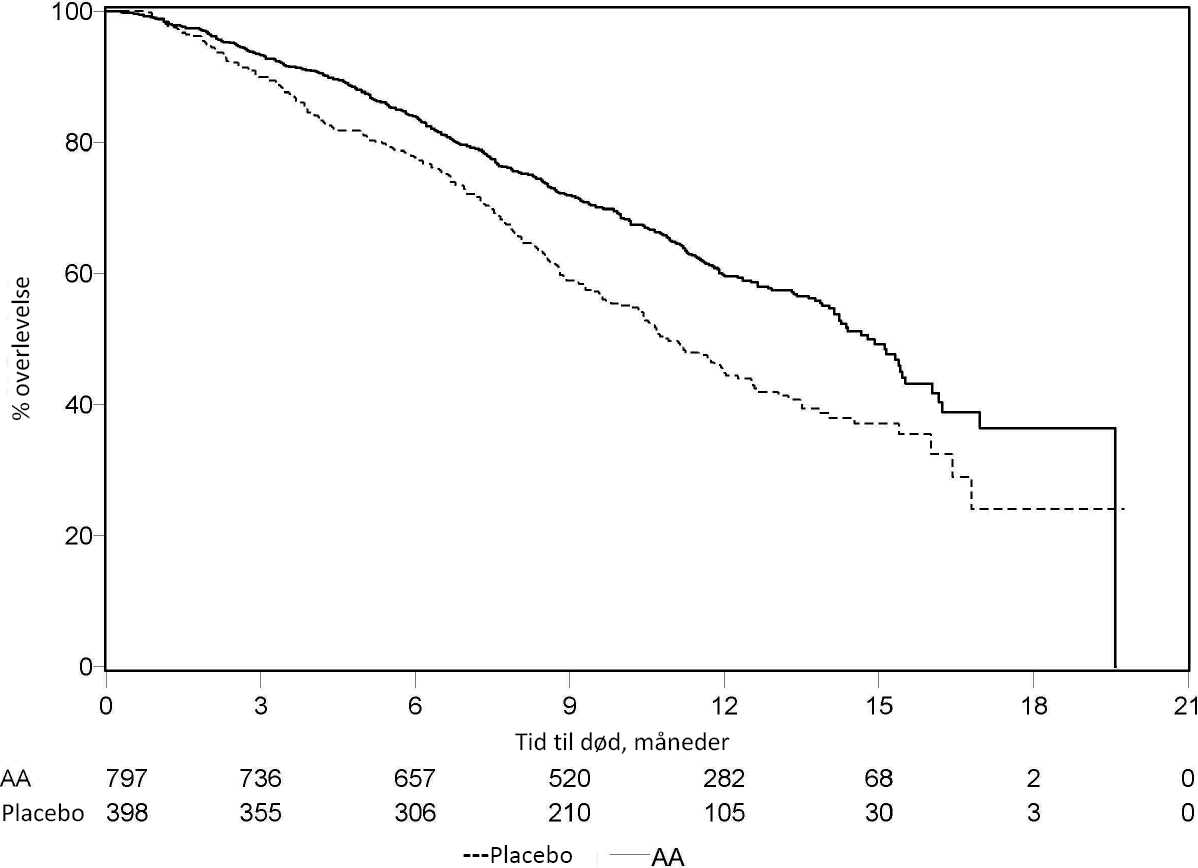 100
80
60
40
20
0
% overlevelse
0 3 6 9 12 15 18 21
Tid til død, måneder
AA 797 736 657 520 282 68 2 0
Placebo 398 355 306 210 105 30 3 0
Placebo AA